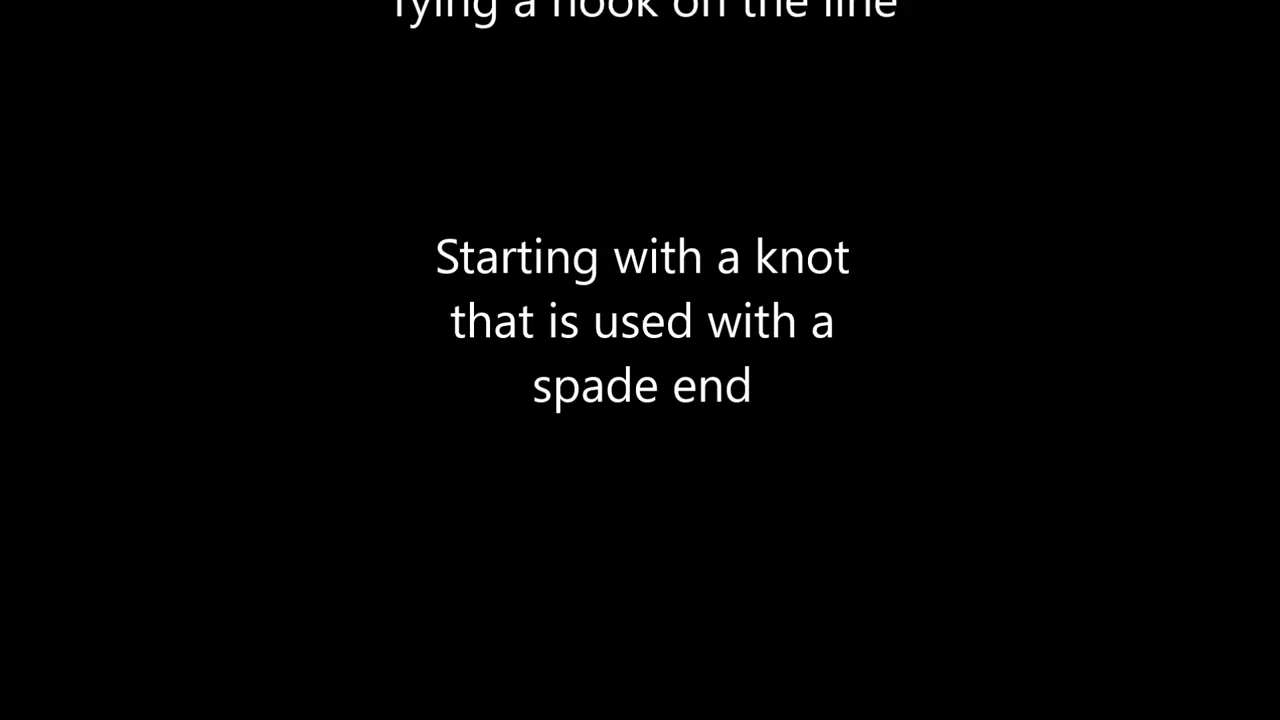 Tying a hook on the line
Starting with a knot
that is used with a
spade end